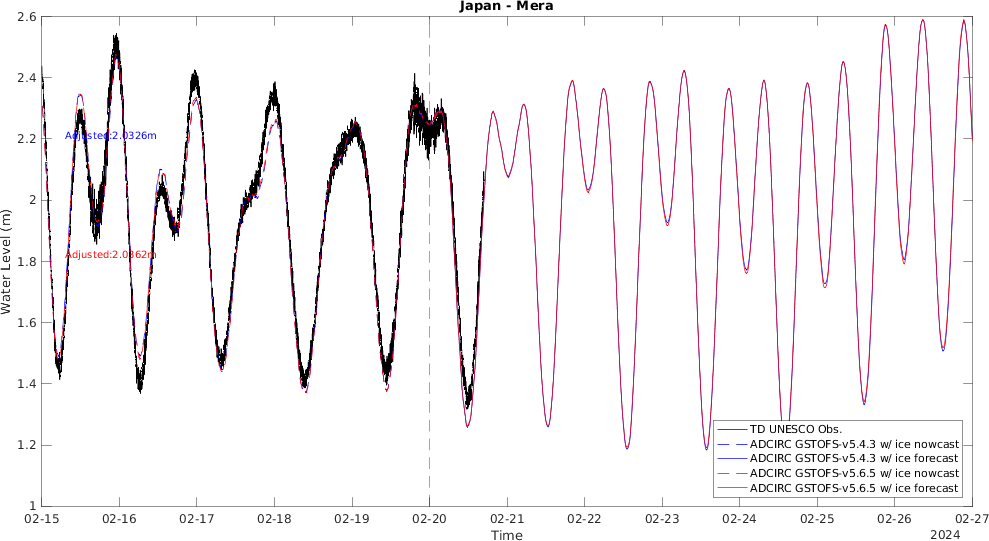 Japan - Mera
2.6
2.4
2.2
2
1.8
1.6
1.4
1.2
1
Water Level (m)
Adjusted:2.0326m
Adjusted:2.0362m
TD UNESCO Obs.
ADCIRC GSTOFS-v5.4.3 w/ ice nowcast
ADCIRC GSTOFS-v5.4.3 w/ ice forecast
ADCIRC GSTOFS-v5.6.5 w/ ice nowcast
ADCIRC GSTOFS-v5.6.5 w/ ice forecast
02-15 02-16 02-17 02-18 02-19 02-20 02-21 02-22 02-23 02-24 02-25 02-26 02-27
Time
2024